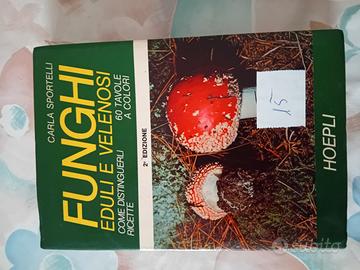 CARLA SPORTELLI
FUNGHI
EDULI E VELENOSI
COME DISTINGUERLI
RICETTE
60 TAVOLE
A COLORI
2ª EDIZIONE
HOEPLI
15
subito